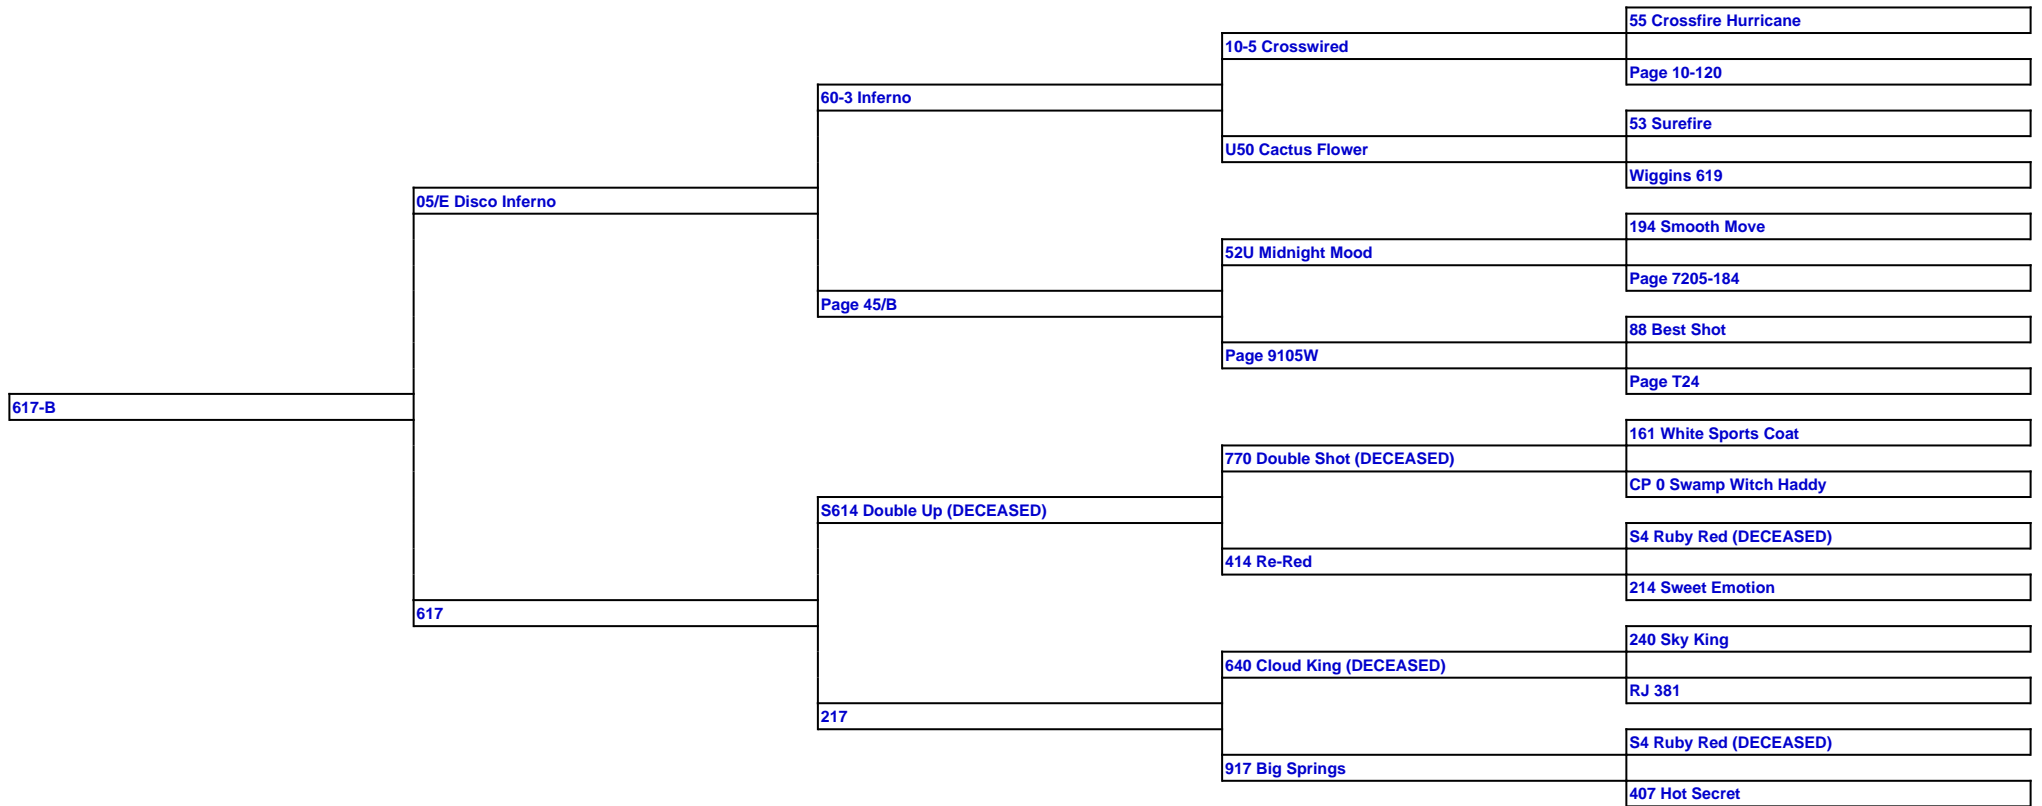 55 Crossfire Hurricane
10-5 Crosswired
Page 10-120
60-3 Inferno
53 Surefire
U50 Cactus Flower
Wiggins 619
05/E Disco Inferno
194 Smooth Move
52U Midnight Mood
Page 7205-184
Page 45/B
88 Best Shot
Page 9105W
Page T24
617-B
161 White Sports Coat
770 Double Shot (DECEASED)
CP 0 Swamp Witch Haddy
S614 Double Up (DECEASED)
S4 Ruby Red (DECEASED)
414 Re-Red
214 Sweet Emotion
617
240 Sky King
640 Cloud King (DECEASED)
RJ 381
217
S4 Ruby Red (DECEASED)
917 Big Springs
407 Hot Secret